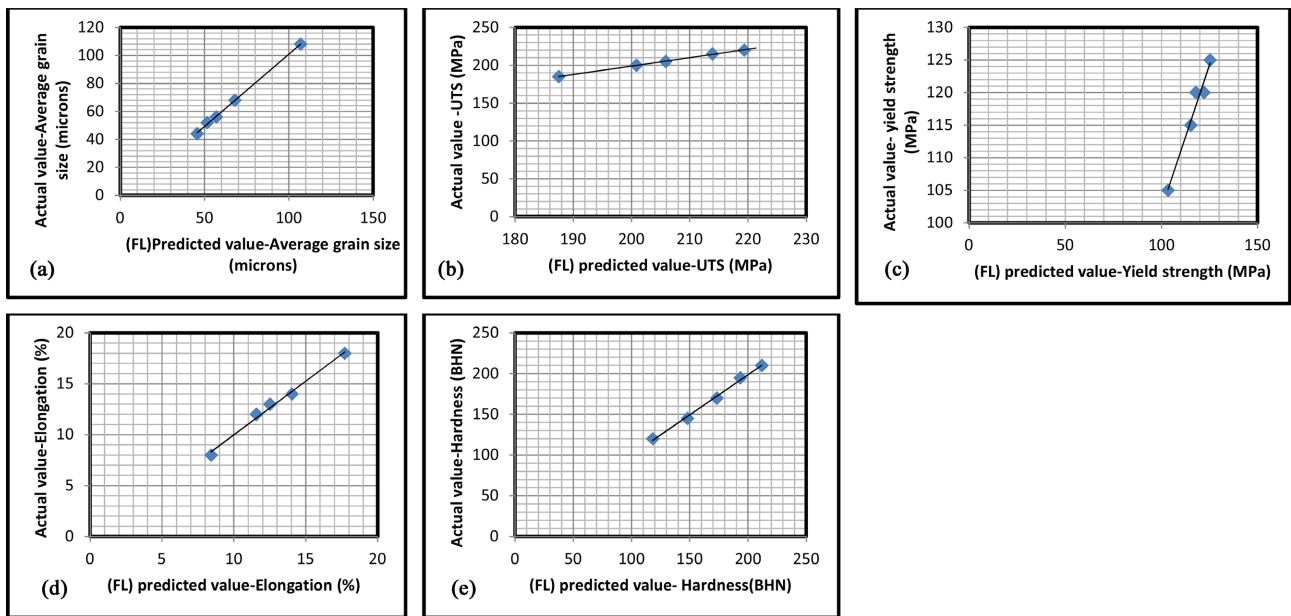 120
100
80
60
40
20
0
Actual value-Average grain
size (microns)
0 50 100 150
(FL)Predicted value-Average grain size
(microns)
(a)
250
200
150
100
50
0
Actual value -UTS (MPa)
180 190 200 210 220 230
(FL) predicted value-UTS (MPa)
(b)
130
125
120
115
110
105
100
Actual value- yield strength
(MPa)
0 50 100 150
(FL) predicted value-Yield strength (MPa)
(c)
20
15
10
5
0
Actual value-Elongation (%)
0 5 10 15 20
(FL) predicted value-Elongation (%)
(d)
250
200
150
100
50
0
Actual value-Hardness (BHN)
0 50 100 150 200 250
(FL) predicted value- Hardness(BHN)
(e)